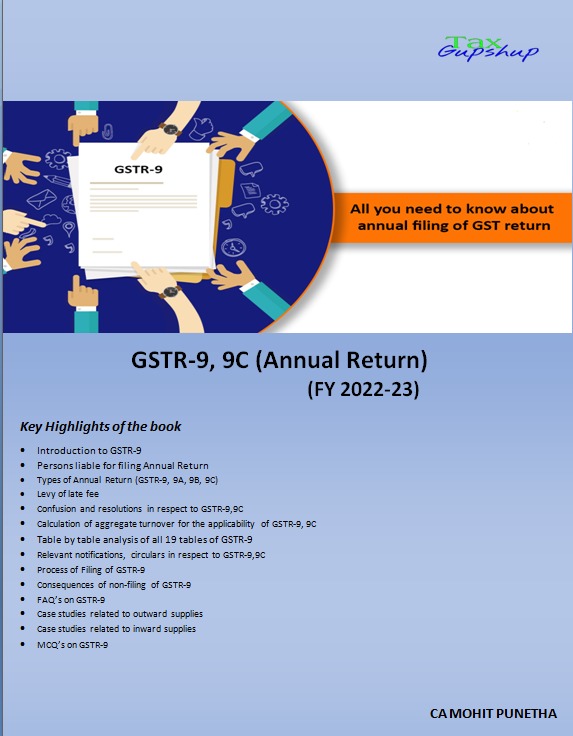 Tax
Gupshup
GSTR-9
All you need to know about
annual filing of GST return
GSTR-9, 9C (Annual Return)
(FY 2022-23)
Key Highlights of the book
• Introduction to GSTR-9
• Persons liable for filing Annual Return
• Types of Annual Return (GSTR-9, 9A, 9B, 9C)
• Levy of late fee
• Confusion and resolutions in respect to GSTR-9,9C
• Calculation of aggregate turnover for the applicability of GSTR-9, 9C
• Table by table analysis of all 19 tables of GSTR-9
• Relevant notifications, circulars in respect to GSTR-9,9C
• Process of Filing of GSTR-9
• Consequences of non-filing of GSTR-9
• FAQ's on GSTR-9
• Case studies related to outward supplies
• Case studies related to inward supplies
• MCQ's on GSTR-9
CA MOHIT PUNETHA